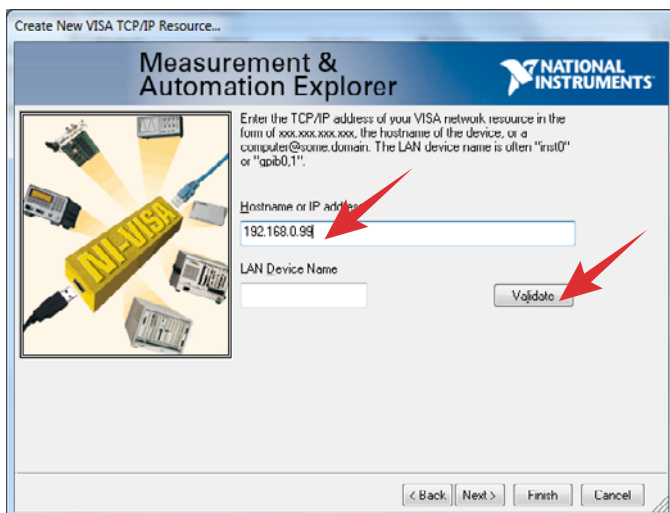 Create New VISA TCP/IP Resource...
Measurement &
Automation Explorer
NATIONAL
INSTRUMENTS
Enter the TCP/IP address of your VISA network resource in the
form of xxx.xxx.xxx.xxx, the hostname of the device, or a
computer@some.domain. The LAN device name is often "inst0"
or "gpib0,1".
Hostname or IP address
192.168.0.99
LAN Device Name
Validate
NI-VISA
< Back Next > Finish Cancel